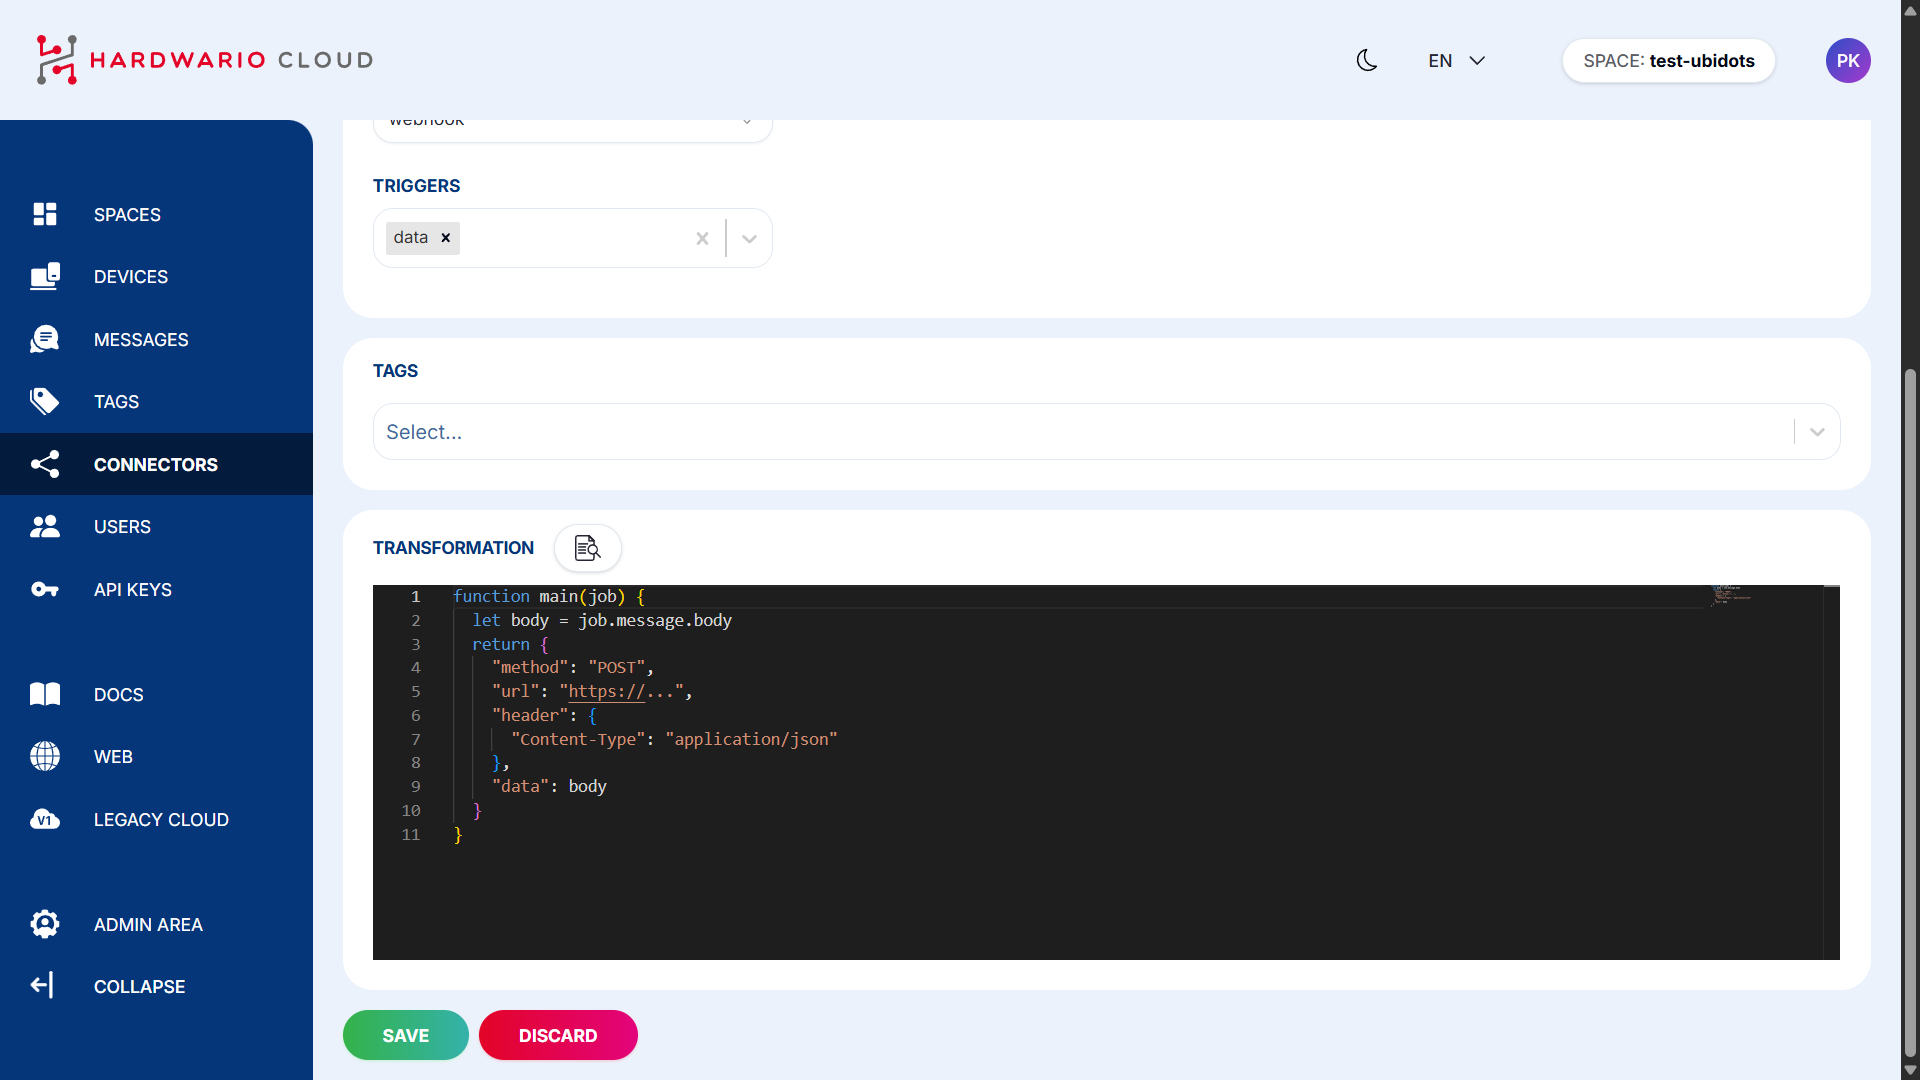 HARDWARIO CLOUD
EN
SPACE: test-ubidots
PK
webhook
SPACES
DEVICES
MESSAGES
TAGS
CONNECTORS
USERS
API KEYS
DOCS
WEB
V1
LEGACY CLOUD
ADMIN AREA
COLLAPSE
TRIGGERS
data
TAGS
Select...
TRANSFORMATION
1 function main(job) {
2 let body = job.message.body
3 return {
4 "method": "POST",
5 "url": "https://...",
6 "header": {
7 "Content-Type": "application/json"
8 },
9 "data": body
10 }
11 }
SAVE
DISCARD